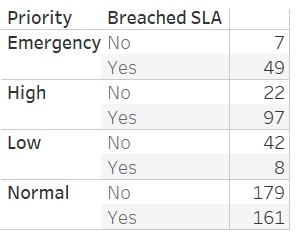 Priority Breached SLA
Emergency No 7
Yes 49
High No 22
Yes 97
Low No 42
Yes 8
Normal No 179
Yes 161